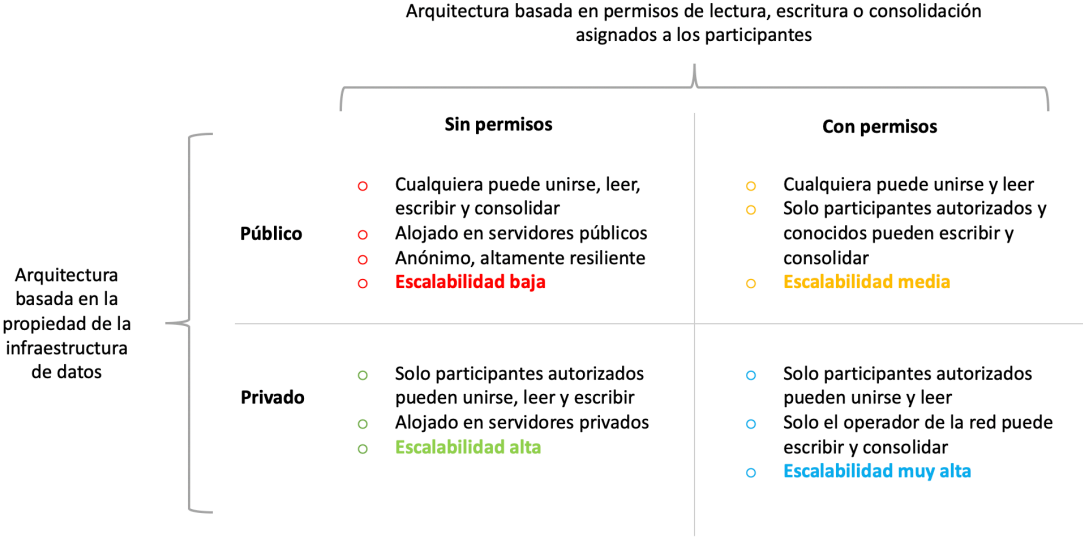 Arquitectura basada en permisos de lectura, escritura o consolidación
asignados a los participantes
Sin permisos
Con permisos
Arquitectura
basada en la
propiedad de la
infraestructura
de datos
Público
Cualquiera puede unirse, leer,
escribir y consolidar
Alojado en servidores públicos
Anónimo, altamente resiliente
Escalabilidad baja
Cualquiera puede unirse y leer
Solo participantes autorizados y
conocidos pueden escribir y
consolidar
Escalabilidad media
Privado
Solo participantes autorizados
pueden unirse, leer y escribir
Alojado en servidores privados
Escalabilidad alta
Solo participantes autorizados
pueden unirse y leer
Solo el operador de la red puede
escribir y consolidar
Escalabilidad muy alta